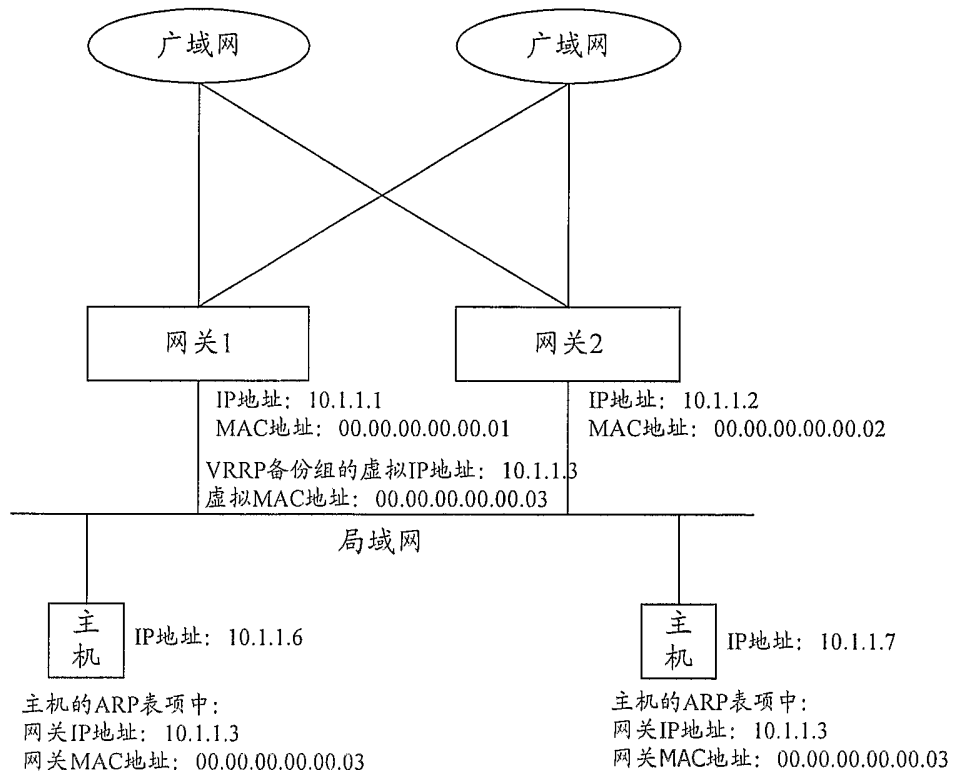 广域网
广域网
网关1
网关2
IP地址：10.1.1.1
MAC地址：00.00.00.00.00.01
IP地址：10.1.1.2
MAC地址：00.00.00.00.00.02
VRRP备份组的虚拟IP地址：10.1.1.3
虚拟MAC地址：00.00.00.00.00.03
局域网
主
机
IP地址：10.1.1.6
主
机
IP地址：10.1.1.7
主机的ARP表项中：
网关IP地址：10.1.1.3
网关MAC地址：00.00.00.00.00.03
主机的ARP表项中：
网关IP地址：10.1.1.3
网关MAC地址：00.00.00.00.00.03